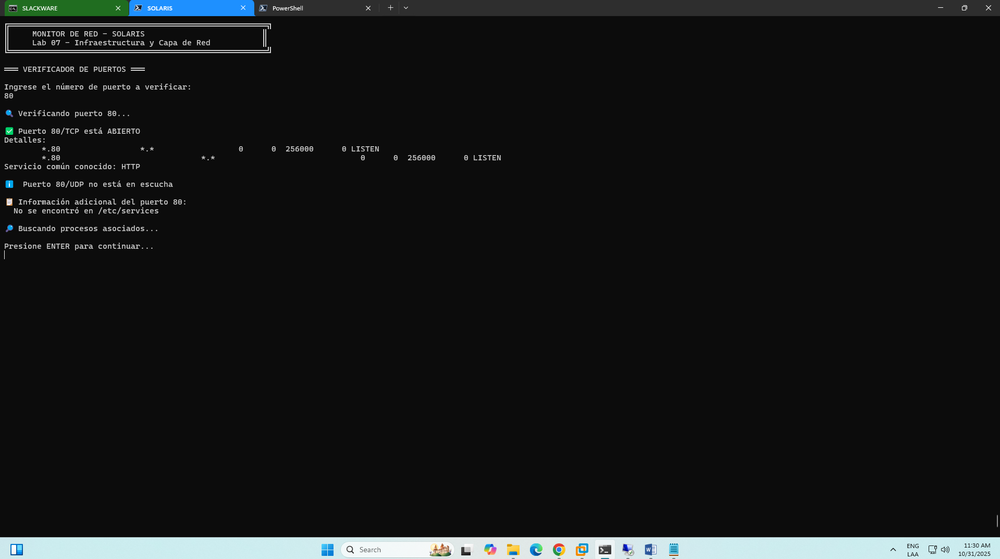 SLACKWARE
SOLARIS
PowerShell
MONITOR DE RED - SOLARIS
Lab 07 - Infraestructura y Capa de Red
═══ VERIFICADOR DE PUERTOS ═══
Ingrese el número de puerto a verificar:
80
🔍 Verificando puerto 80...
✅ Puerto 80/TCP está ABIERTO
Detalles:
*.80 *.* 0 0 256000 0 LISTEN
*.80 *.* 0 0 256000 0 LISTEN
Servicio común conocido: HTTP
ℹ️ Puerto 80/UDP no está en escucha
📋 Información adicional del puerto 80:
No se encontró en /etc/services
🔎 Buscando procesos asociados...
Presione ENTER para continuar...
Search
ENG
LAA
11:30 AM
10/31/2025